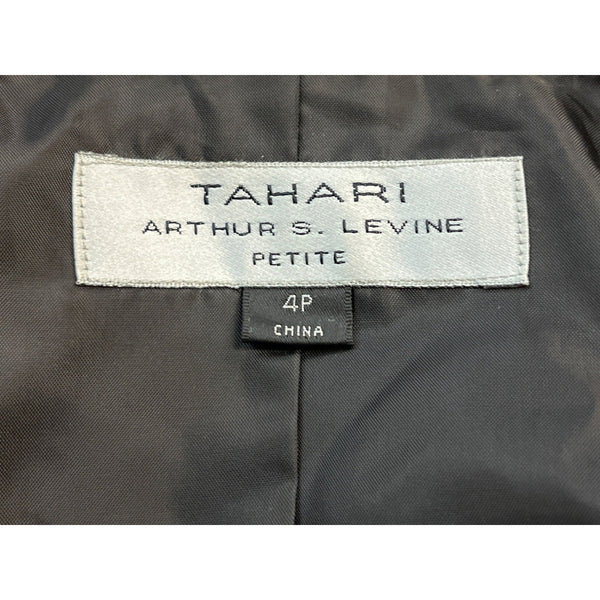 TAHARI
ARTHUR S. LEVINE
PETITE
4P
CHINA